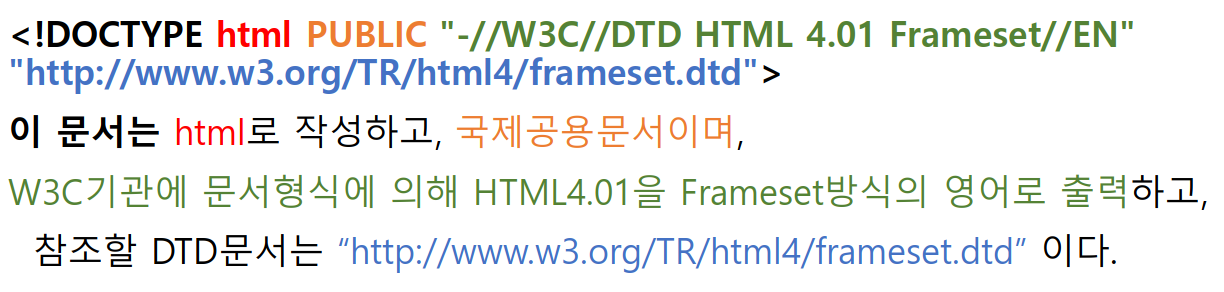 <!DOCTYPE html PUBLIC "-//W3C//DTD HTML 4.01 Frameset//EN"
"http://www.w3.org/TR/html4/frameset.dtd">
이 문서는 html로 작성하고, 국제공용문서이며,
W3C기관에 문서형식에 의해 HTML4.01을 Frameset방식의 영어로 출력하고,
참조할 DTD문서는 “http://www.w3.org/TR/html4/frameset.dtd” 이다.